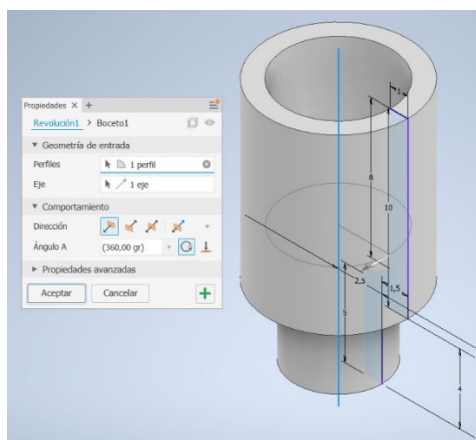 Propiedades × +
Revolución1 > Boceto1
Geometría de entrada
Perfiles 1 perfil
Eje 1 eje
Comportamiento
Dirección
Ángulo A (360,00 gr)
Propiedades avanzadas
Aceptar Cancelar +
1
8
10
2,5
1,5
5
4